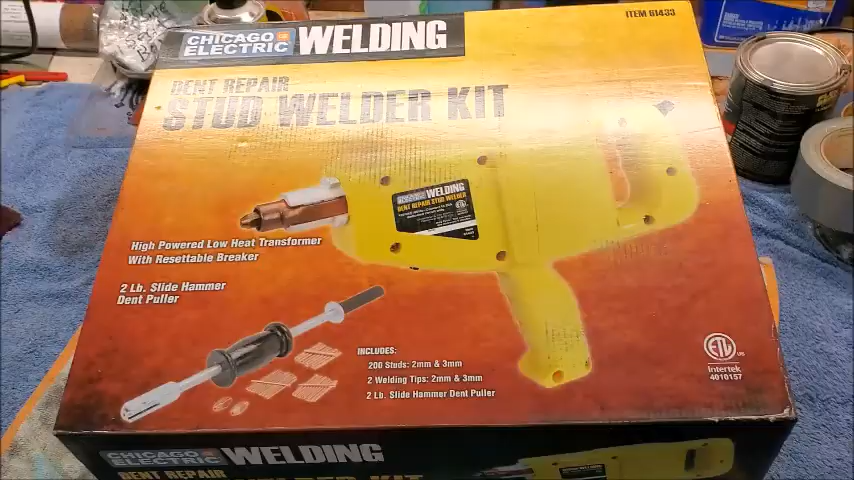 CHICAGO ELECTRIC WELDING
ITEM 61433
DENT REPAIR
STUD WELDER KIT
WELDING
DENT REPAIR STUD WELDER
High Powered Low Heat Transformer
With Resettable Breaker
2 Lb. Slide Hammer
Dent Puller
INCLUDES:
200 Studs: 2mm & 3mm
2 Welding Tips: 2mm & 3mm
2 Lb. Slide Hammer Dent Puller
ETL
Intertek
4010157
CHICAGO ELECTRIC WELDING
DENT REPAIR